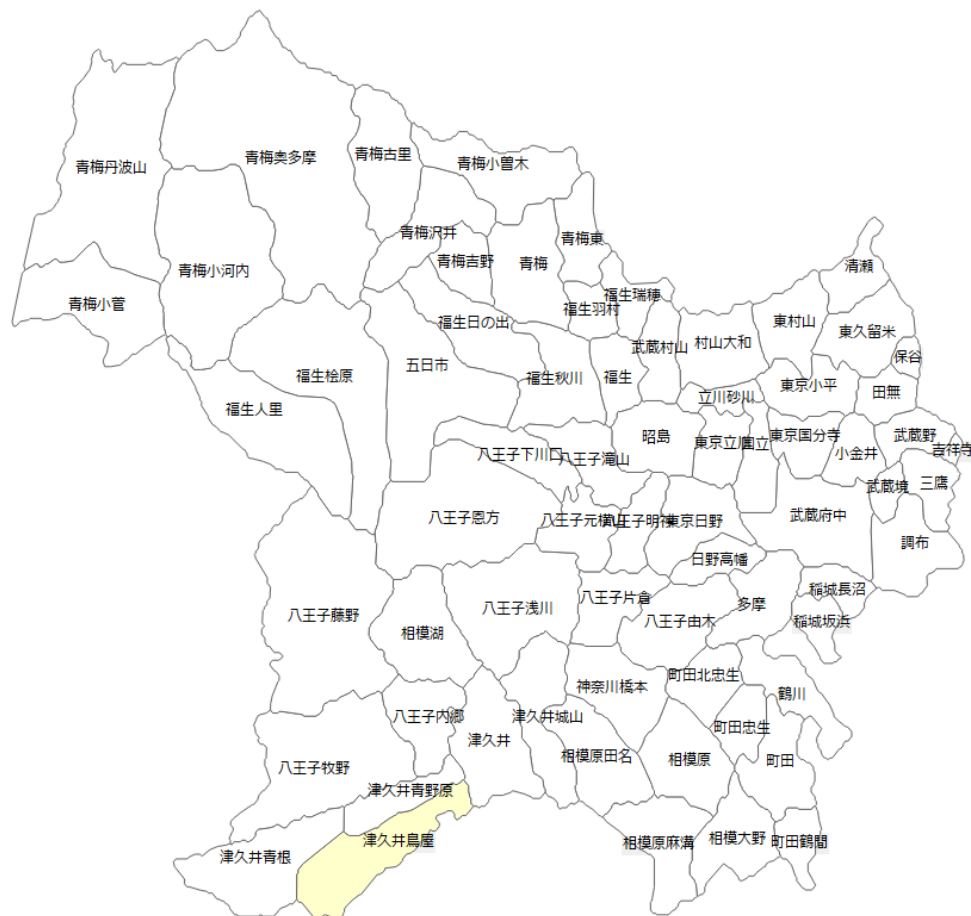 青梅丹波山
青梅奥多摩
青梅古里
青梅小曽木
青梅沢井
青梅吉野
青梅
青梅東
青梅小河内
青梅小菅
清瀬
福生瑞穂
福生羽村
福生日の出
東村山
東久留米
村山大和
武蔵村山
保谷
五日市
福生桧原
福生秋川
福生
東京小平
田無
立川砂川
福生人里
昭島
東京立川
国立
東京国分寺
小金井
武蔵野
吉祥寺
八王子下川口
八王子滝山
武蔵境
三鷹
八王子恩方
八王子元横山
八王子明神
東京日野
武蔵府中
調布
日野高幡
稲城長沼
八王子藤野
相模湖
八王子浅川
八王子片倉
八王子由木
多摩
稲城坂浜
神奈川橋本
町田北忠生
鶴川
八王子内郷
津久井城山
町田忠生
津久井
相模原田名
相模原
町田
八王子牧野
津久井青野原
津久井鳥屋
津久井青根
相模原麻溝
相模大野
町田鶴間